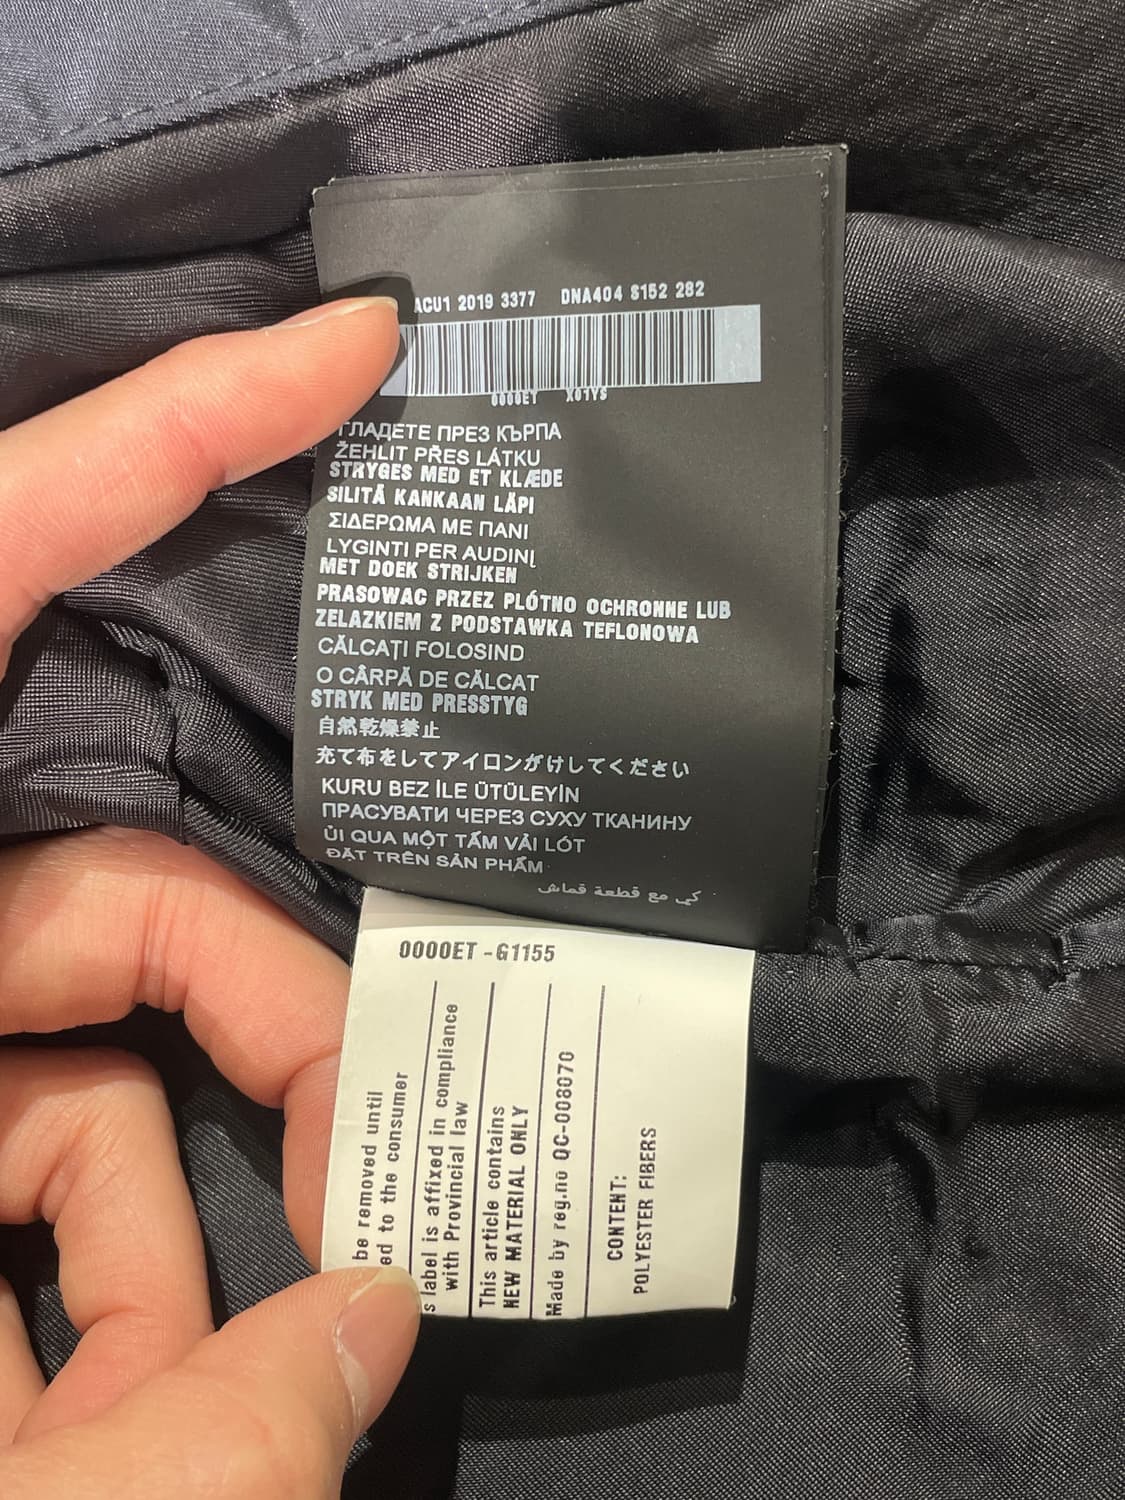 ACU1 2019 3377 DNA404 S152 282
0000ET X01YS
ГЛАДЕТЕ ПРЕЗ КЪРПА
ŽEHLIT PŘES LÁTKU
STRYGES MED ET KLÆDE
SILITÄ KANKAAN LÄPI
ΣΙΔΕΡΩΜΑ ΜΕ ΠΑΝΙ
LYGINTI PER AUDINĮ
MET DOEK STRIJKEN
PRASOWAC PRZEZ PLÓTNO OCHRONNE LUB
ZELAZKIEM Z PODSTAWKA TEFLONOWA
CĂLCAȚI FOLOSIND
O CÂRPĂ DE CĂLCAT
STRYK MED PRESSTYG
自然乾燥禁止
充て布をしてアイロンがけしてください
KURU BEZ İLE ÜTÜLEYİN
ПРАСУВАТИ ЧЕРЕЗ СУХУ ТКАНИНУ
ỦI QUA MỘT TẤM VẢI LÓT
ĐẶT TRÊN SẢN PHẨM
كي مع قطعة قماش
0000ET - G1155
be removed until
ed to the consumer
s label is affixed in compliance
with Provincial law
This article contains
NEW MATERIAL ONLY
Made by reg.no QC-008070
CONTENT:
POLYESTER FIBERS